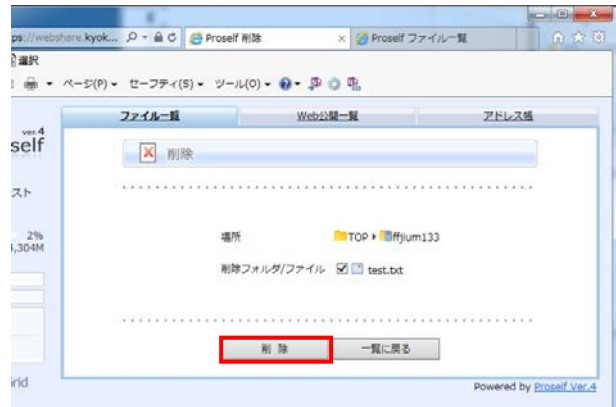 ps://webshare.kyok...
Proself 削除
Proself ファイル一覧
選択
ページ(P) セーフティ(S) ツール(O)
ファイル一覧 Web公開一覧 アドレス帳
ver.4
self
削除
スト
2%
,304M
場所 TOP ffjium133
削除フォルダ/ファイル test.txt
削 除 一覧に戻る
rid
Powered by Proself Ver.4